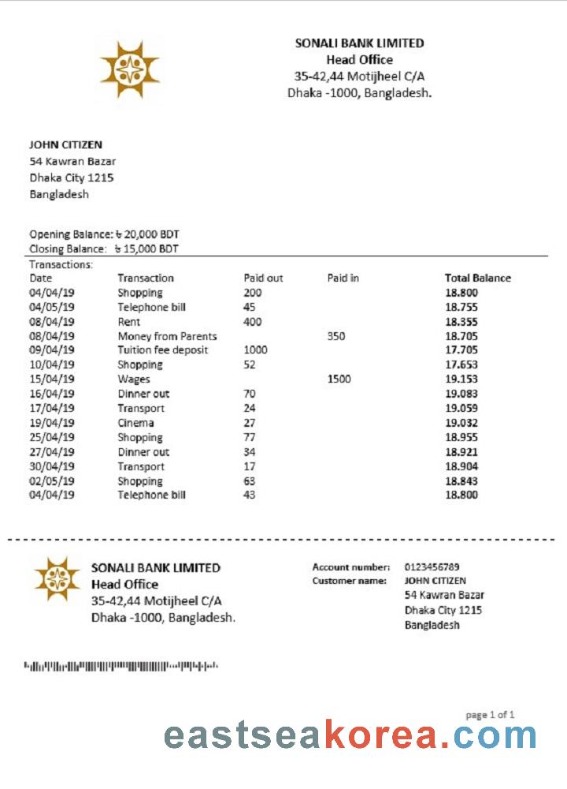 SONALI BANK LIMITED
Head Office
35-42,44 Motijheel C/A
Dhaka -1000, Bangladesh.
JOHN CITIZEN
54 Kawran Bazar
Dhaka City 1215
Bangladesh
Opening Balance: ৳ 20,000 BDT
Closing Balance: ৳ 15,000 BDT
Transactions:
Date Transaction Paid out Paid in Total Balance
04/04/19 Shopping 200 18.800
04/05/19 Telephone bill 45 18.755
08/04/19 Rent 400 18.355
08/04/19 Money from Parents 350 18.705
09/04/19 Tuition fee deposit 1000 17.705
10/04/19 Shopping 52 17.653
15/04/19 Wages 1500 19.153
16/04/19 Dinner out 70 19.083
17/04/19 Transport 24 19.059
19/04/19 Cinema 27 19.032
25/04/19 Shopping 77 18.955
27/04/19 Dinner out 34 18.921
30/04/19 Transport 17 18.904
02/05/19 Shopping 63 18.843
04/04/19 Telephone bill 43 18.800
SONALI BANK LIMITED
Head Office
35-42,44 Motijheel C/A
Dhaka -1000, Bangladesh.
Account number: 0123456789
Customer name: JOHN CITIZEN
54 Kawran Bazar
Dhaka City 1215
Bangladesh
page 1 of 1
eastseakorea.com